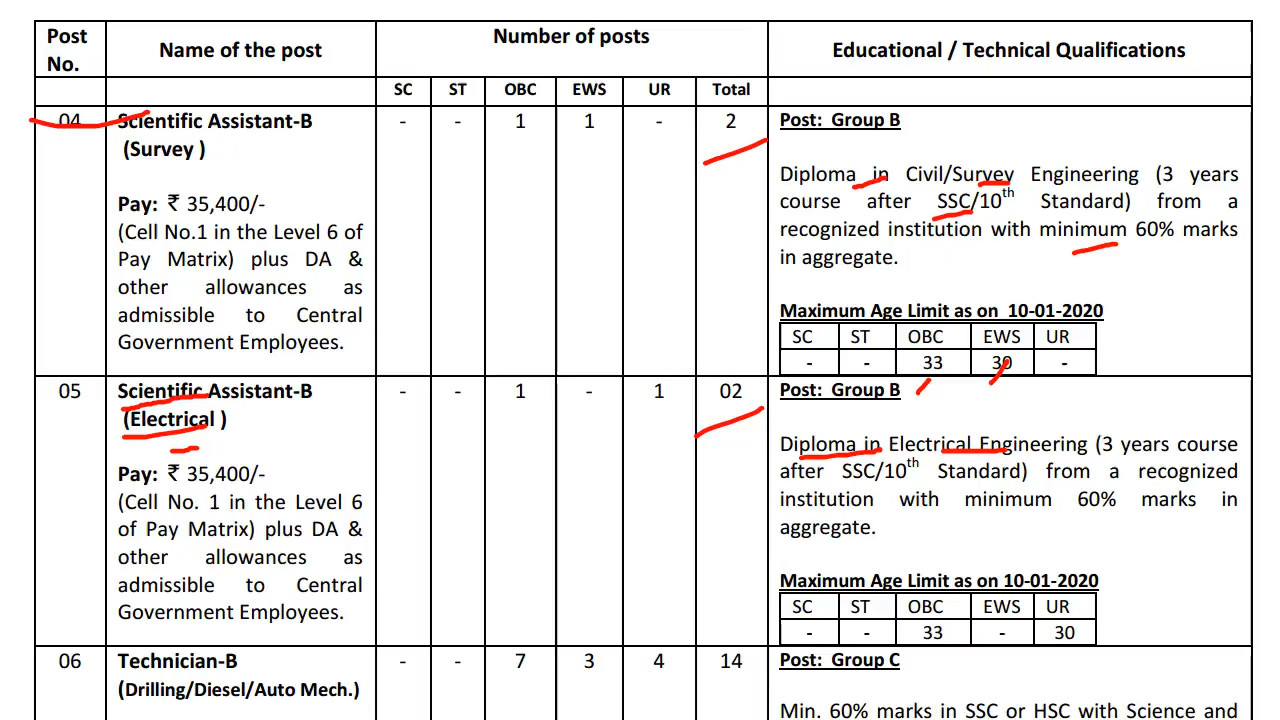 Post No.
Name of the post
Number of posts
Educational / Technical Qualifications
SC ST OBC EWS UR Total
04
Scientific Assistant-B
(Survey )
Pay: ₹ 35,400/-
(Cell No.1 in the Level 6 of
Pay Matrix) plus DA &
other allowances as
admissible to Central
Government Employees.
- - 1 1 - 2
Post: Group B
Diploma in Civil/Survey Engineering (3 years
course after SSC/10th Standard) from a
recognized institution with minimum 60% marks
in aggregate.
Maximum Age Limit as on 10-01-2020
SC ST OBC EWS UR
- - 33 30 -
05
Scientific Assistant-B
(Electrical )
Pay: ₹ 35,400/-
(Cell No. 1 in the Level 6
of Pay Matrix) plus DA &
other allowances as
admissible to Central
Government Employees.
- - 1 - 1 02
Post: Group B
Diploma in Electrical Engineering (3 years course
after SSC/10th Standard) from a recognized
institution with minimum 60% marks in
aggregate.
Maximum Age Limit as on 10-01-2020
SC ST OBC EWS UR
- - 33 - 30
06
Technician-B
(Drilling/Diesel/Auto Mech.)
- - 7 3 4 14
Post: Group C
Min. 60% marks in SSC or HSC with Science and